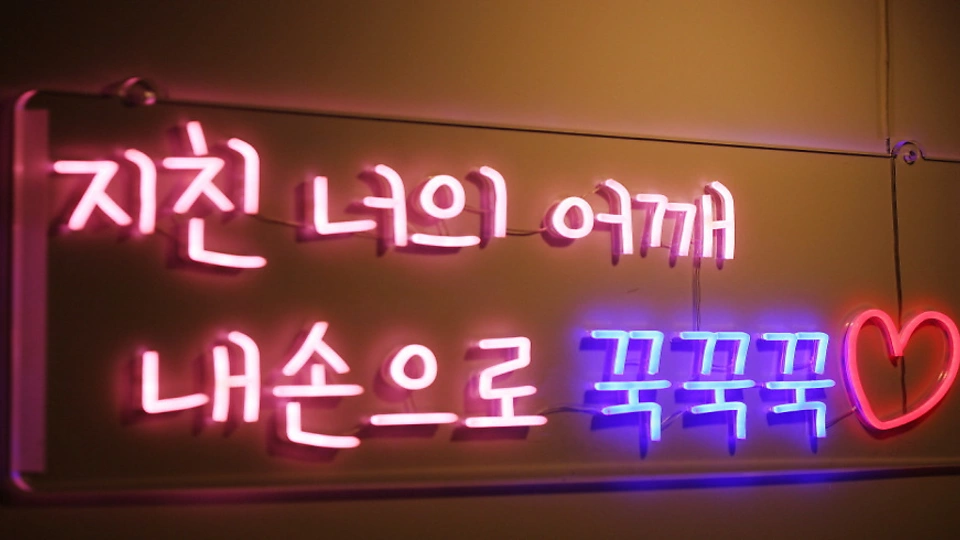 지친 너의 어깨
내손으로 꾹꾹꾹